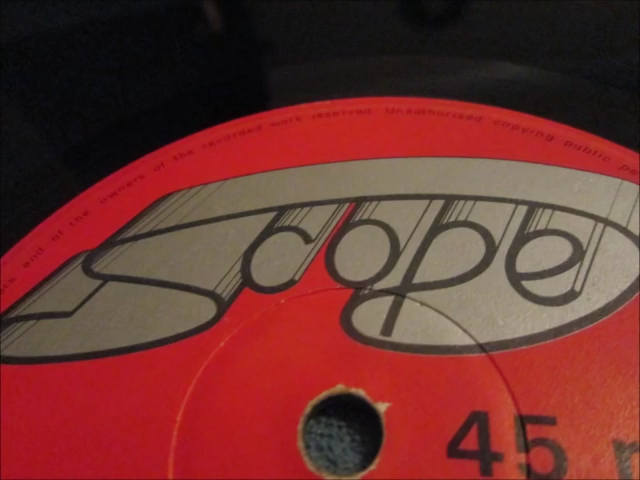 and of the owners of the recorded work reserved Unauthorised copying public
Scope
45